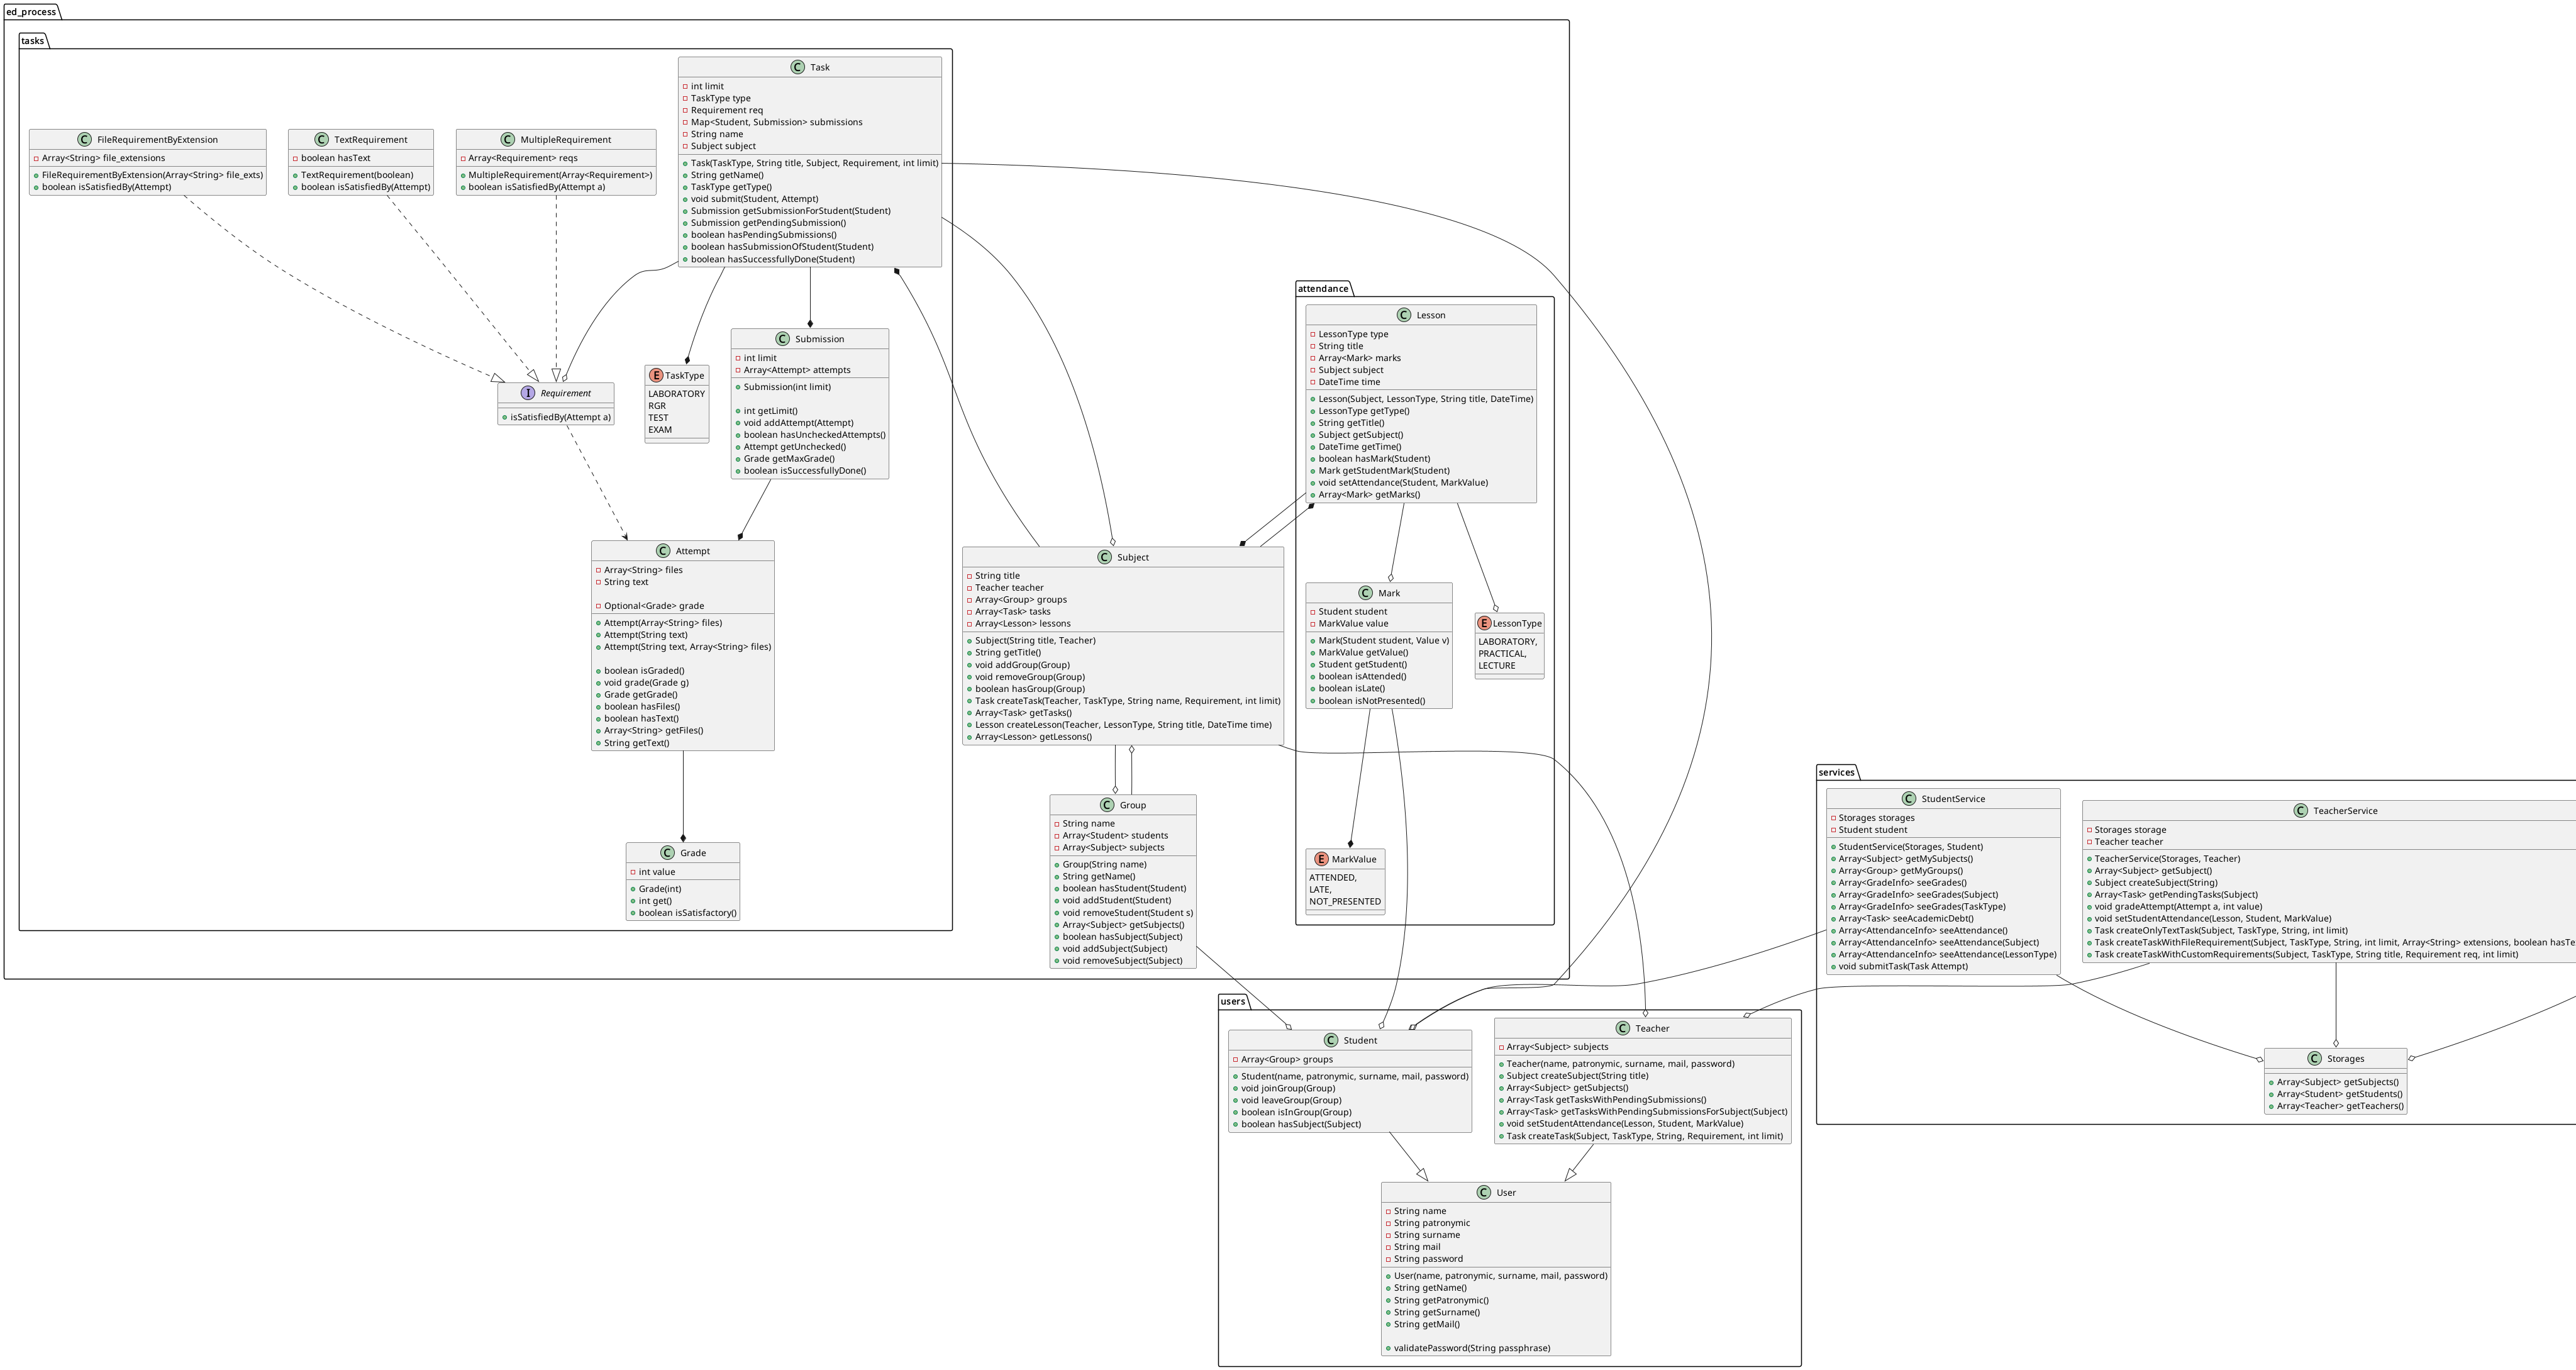 ed_process
tasks
Task
int limit
TaskType type
Requirement req
Map<Student, Submission> submissions
String name
Subject subject
Task(TaskType, String title, Subject, Requirement, int limit)
String getName()
TaskType getType()
void submit(Student, Attempt)
Submission getSubmissionForStudent(Student)
Submission getPendingSubmission()
boolean hasPendingSubmissions()
boolean hasSubmissionOfStudent(Student)
boolean hasSuccessfullyDone(Student)
FileRequirementByExtension
Array<String> file_extensions
FileRequirementByExtension(Array<String> file_exts)
boolean isSatisfiedBy(Attempt)
TextRequirement
boolean hasText
TextRequirement(boolean)
boolean isSatisfiedBy(Attempt)
MultipleRequirement
Array<Requirement> reqs
MultipleRequirement(Array<Requirement>)
boolean isSatisfiedBy(Attempt a)
Requirement
isSatisfiedBy(Attempt a)
TaskType
LABORATORY
RGR
TEST
EXAM
Submission
int limit
Array<Attempt> attempts
Submission(int limit)
int getLimit()
void addAttempt(Attempt)
boolean hasUncheckedAttempts()
Attempt getUnchecked()
Grade getMaxGrade()
boolean isSuccessfullyDone()
Attempt
Array<String> files
String text
Optional<Grade> grade
Attempt(Array<String> files)
Attempt(String text)
Attempt(String text, Array<String> files)
boolean isGraded()
void grade(Grade g)
Grade getGrade()
boolean hasFiles()
boolean hasText()
Array<String> getFiles()
String getText()
Grade
int value
Grade(int)
int get()
boolean isSatisfactory()
attendance
Lesson
LessonType type
String title
Array<Mark> marks
Subject subject
DateTime time
Lesson(Subject, LessonType, String title, DateTime)
LessonType getType()
String getTitle()
Subject getSubject()
DateTime getTime()
boolean hasMark(Student)
Mark getStudentMark(Student)
void setAttendance(Student, MarkValue)
Array<Mark> getMarks()
Subject
String title
Teacher teacher
Array<Group> groups
Array<Task> tasks
Array<Lesson> lessons
Subject(String title, Teacher)
String getTitle()
void addGroup(Group)
void removeGroup(Group)
boolean hasGroup(Group)
Task createTask(Teacher, TaskType, String name, Requirement, int limit)
Array<Task> getTasks()
Lesson createLesson(Teacher, LessonType, String title, DateTime time)
Array<Lesson> getLessons()
Mark
Student student
MarkValue value
Mark(Student student, Value v)
MarkValue getValue()
Student getStudent()
boolean isAttended()
boolean isLate()
boolean isNotPresented()
LessonType
LABORATORY,
PRACTICAL,
LECTURE
Group
String name
Array<Student> students
Array<Subject> subjects
Group(String name)
String getName()
boolean hasStudent(Student)
void addStudent(Student)
void removeStudent(Student s)
Array<Subject> getSubjects()
boolean hasSubject(Subject)
void addSubject(Subject)
void removeSubject(Subject)
MarkValue
ATTENDED,
LATE,
NOT_PRESENTED
services
StudentService
Storages storages
Student student
StudentService(Storages, Student)
Array<Subject> getMySubjects()
Array<Group> getMyGroups()
Array<GradeInfo> seeGrades()
Array<GradeInfo> seeGrades(Subject)
Array<GradeInfo> seeGrades(TaskType)
Array<Task> seeAcademicDebt()
Array<AttendanceInfo> seeAttendance()
Array<AttendanceInfo> seeAttendance(Subject)
Array<AttendanceInfo> seeAttendance(LessonType)
void submitTask(Task Attempt)
TeacherService
Storages storage
Teacher teacher
TeacherService(Storages, Teacher)
Array<Subject> getSubject()
Subject createSubject(String)
Array<Task> getPendingTasks(Subject)
void gradeAttempt(Attempt a, int value)
void setStudentAttendance(Lesson, Student, MarkValue)
Task createOnlyTextTask(Subject, TaskType, String, int limit)
Task createTaskWithFileRequirement(Subject, TaskType, String, int limit, Array<String> extensions, boolean hasTe
Task createTaskWithCustomRequirements(Subject, TaskType, String title, Requirement req, int limit)
Storages
Array<Subject> getSubjects()
Array<Student> getStudents()
Array<Teacher> getTeachers()
users
Student
Array<Group> groups
Student(name, patronymic, surname, mail, password)
void joinGroup(Group)
void leaveGroup(Group)
boolean isInGroup(Group)
boolean hasSubject(Subject)
Teacher
Array<Subject> subjects
Teacher(name, patronymic, surname, mail, password)
Subject createSubject(String title)
Array<Subject> getSubjects()
Array<Task getTasksWithPendingSubmissions()
Array<Task> getTasksWithPendingSubmissionsForSubject(Subject)
void setStudentAttendance(Lesson, Student, MarkValue)
Task createTask(Subject, TaskType, String, Requirement, int limit)
User
String name
String patronymic
String surname
String mail
String password
User(name, patronymic, surname, mail, password)
String getName()
String getPatronymic()
String getSurname()
String getMail()
validatePassword(String passphrase)